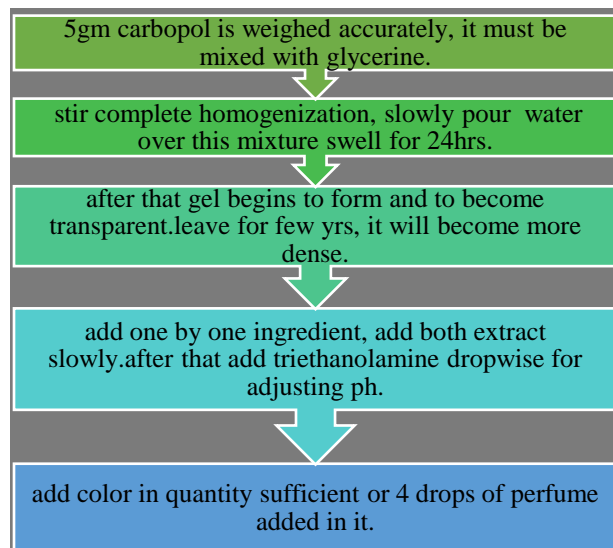 5gm carbopol is weighed accurately, it must be
mixed with glycerine.
stir complete homogenization, slowly pour water
over this mixture swell for 24hrs.
after that gel begins to form and to become
transparent.leave for few yrs, it will become more
dense.
add one by one ingredient, add both extract
slowly.after that add triethanolamine dropwise for
adjusting ph.
add color in quantity sufficient or 4 drops of perfume
added in it.